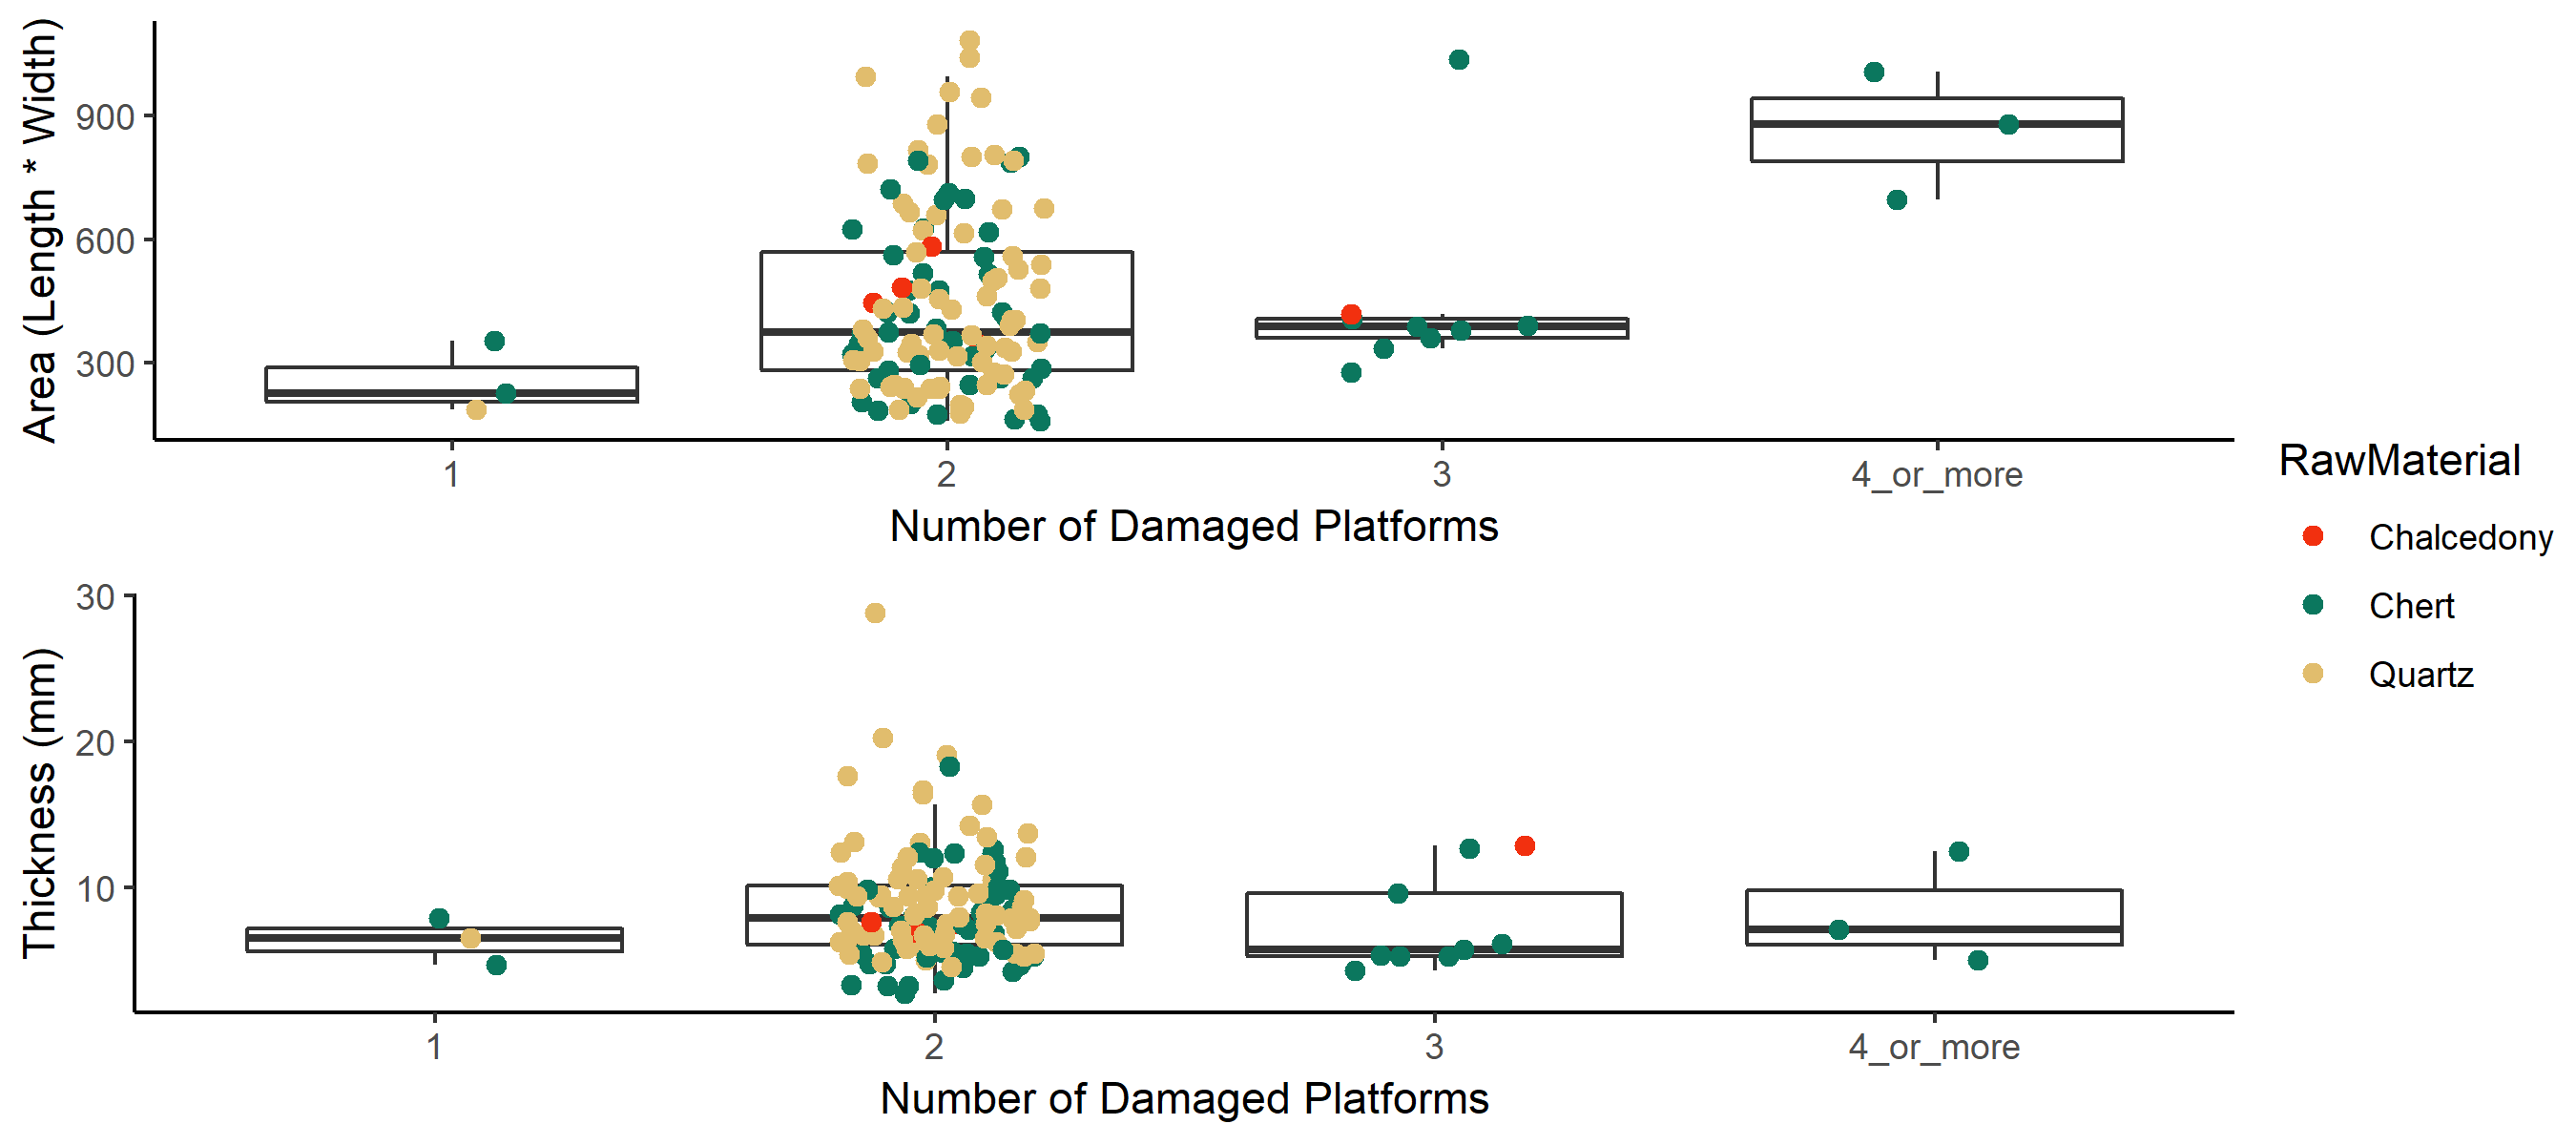 Area (Length * Width)
900
600
300
1
2
3
4_or_more
Number of Damaged Platforms
Thickness (mm)
30
20
10
1
2
3
4_or_more
Number of Damaged Platforms
RawMaterial
Chalcedony
Chert
Quartz